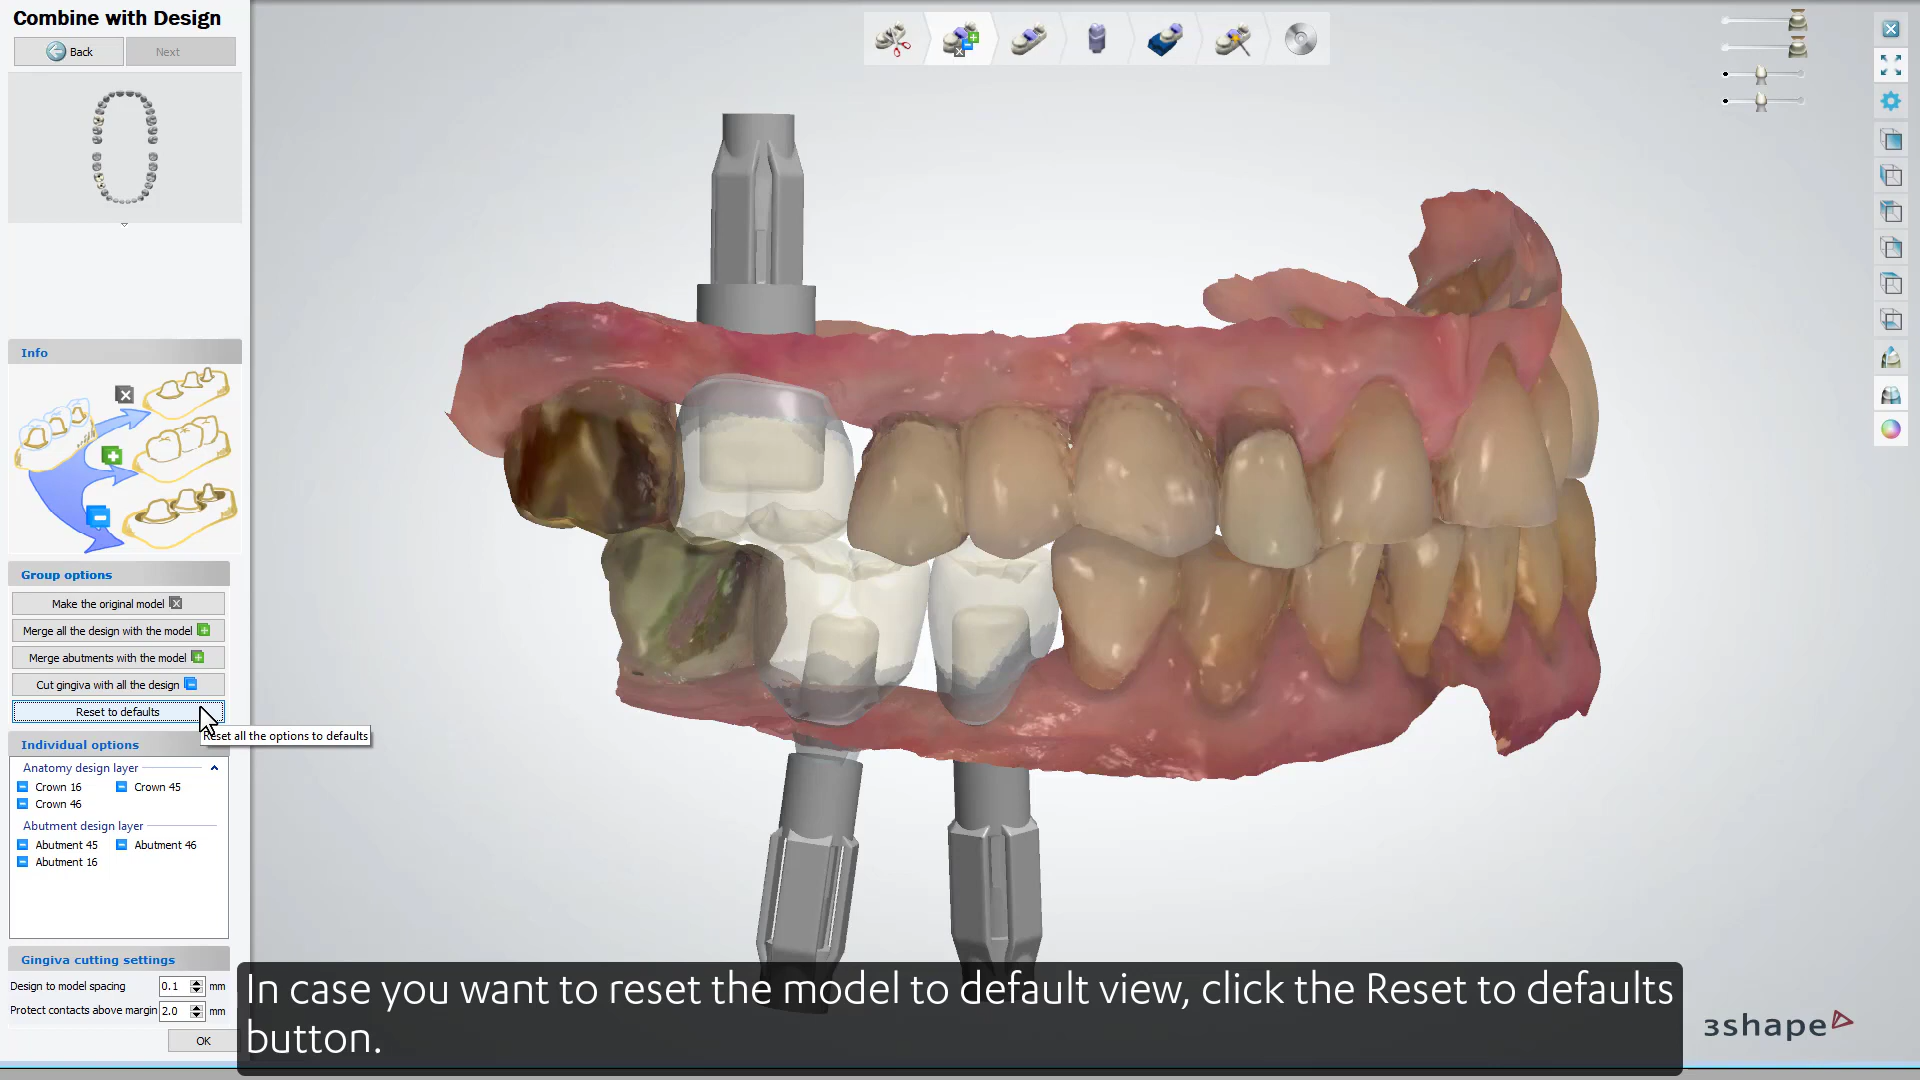 Combine with Design
Back
Next
Info
Group options
Make the original model
Merge all the design with the model
Merge abutments with the model
Cut gingiva with all the design
Reset to defaults
Reset all the options to defaults
Individual options
Anatomy design layer
Crown 16
Crown 45
Crown 46
Abutment design layer
Abutment 45
Abutment 46
Abutment 16
Gingiva cutting settings
Design to model spacing 0.1 mm
Protect contacts above margin 2.0 mm
OK
In case you want to reset the model to default view, click the Reset to defaults
button.
3shape